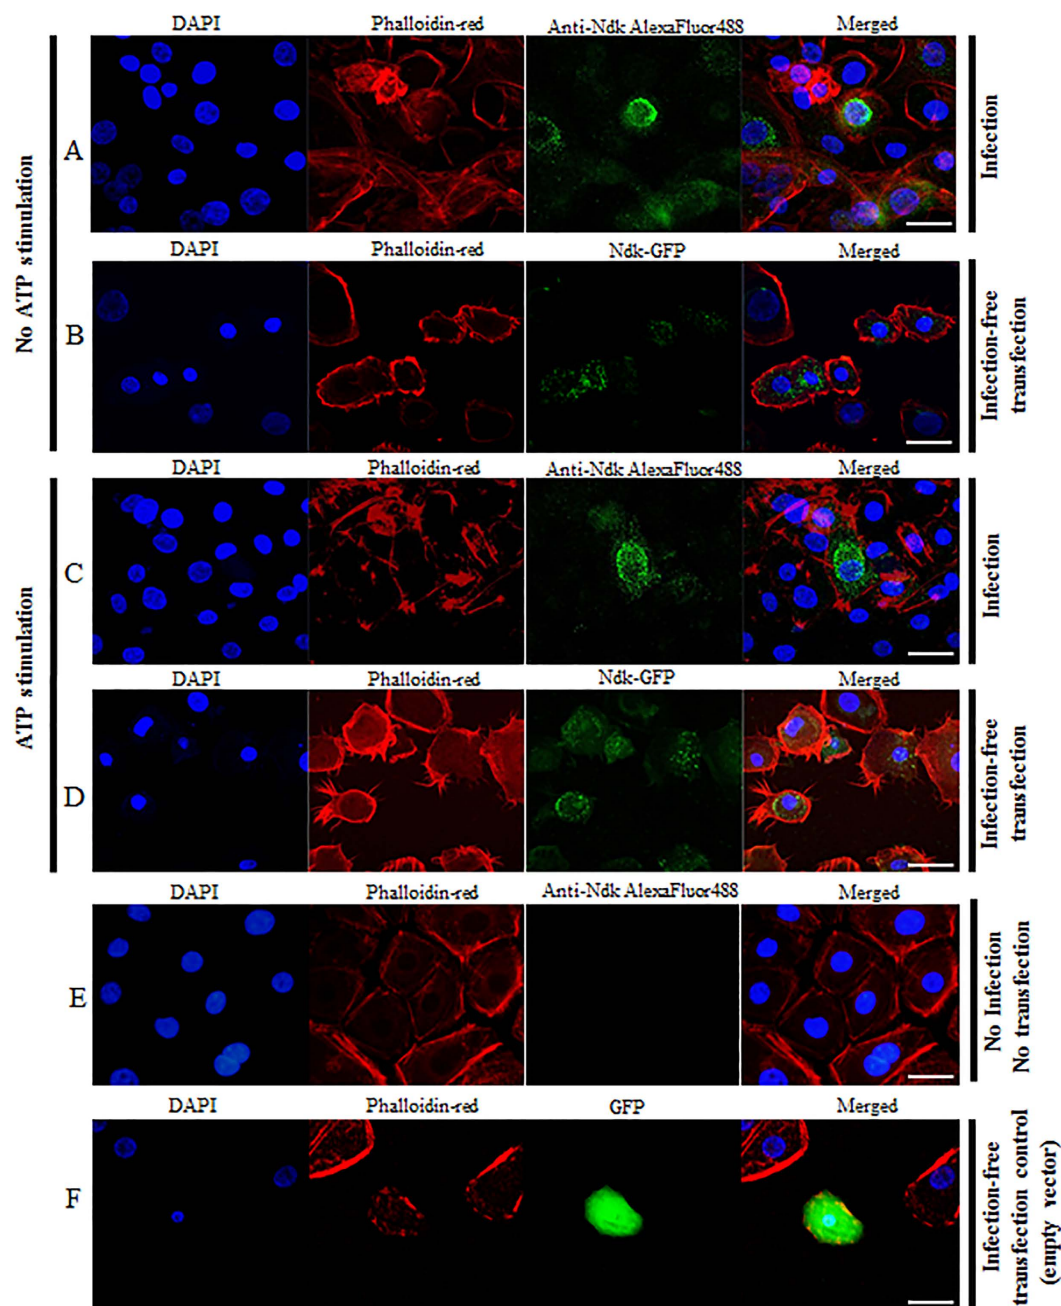 DAPI Phalloidin-red Anti-Ndk AlexaFluor488 Merged
A
Infection
DAPI Phalloidin-red Ndk-GFP Merged
B
Infection-free
transfection
No ATP stimulation
DAPI Phalloidin-red Anti-Ndk AlexaFluor488 Merged
C
Infection
DAPI Phalloidin-red Ndk-GFP Merged
D
Infection-free
transfection
ATP stimulation
DAPI Phalloidin-red Anti-Ndk AlexaFluor488 Merged
E
No Infection
No transfection
DAPI Phalloidin-red GFP Merged
F
Infection-free
transfection control
(empty vector)